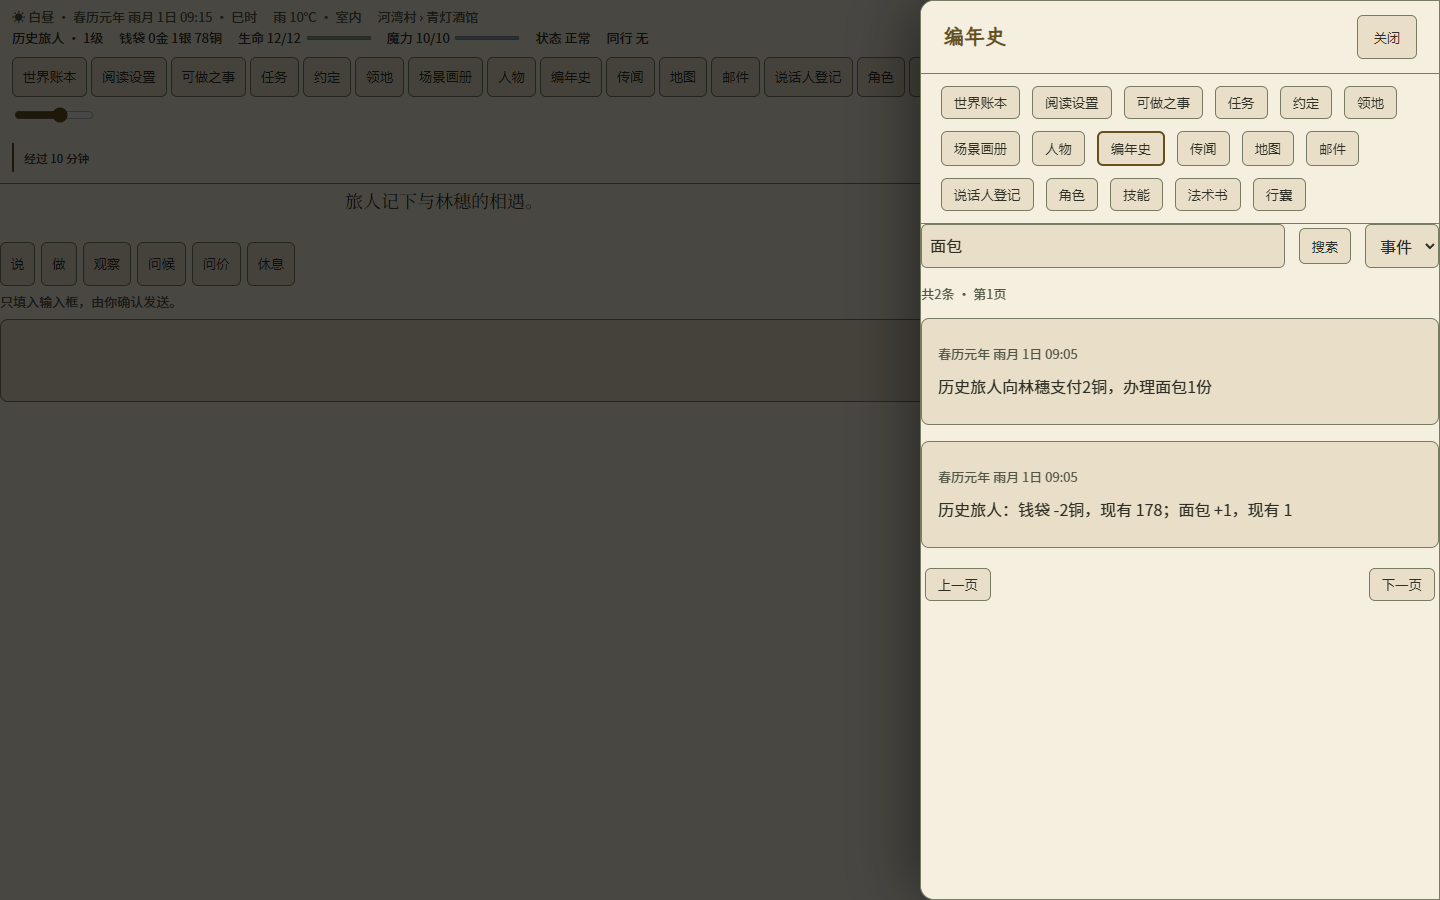 ☀ 白昼 · 春历元年 雨月 1日 09:15 · 巳时 雨 10°C · 室内 河湾村 › 青灯酒馆
历史旅人 · 1级 钱袋 0金 1银 78铜 生命 12/12 魔力 10/10 状态 正常 同行 无
世界账本 阅读设置 可做之事 任务 约定 领地 场景画册 人物 编年史 传闻 地图 邮件 说话人登记 角色
经过 10 分钟
旅人记下与林穗的相遇。
说 做 观察 问候 问价 休息
只填入输入框，由你确认发送。
编年史 关闭
世界账本 阅读设置 可做之事 任务 约定 领地
场景画册 人物 编年史 传闻 地图 邮件
说话人登记 角色 技能 法术书 行囊
面包 搜索 事件
共2条 · 第1页
春历元年 雨月 1日 09:05
历史旅人向林穗支付2铜，办理面包1份
春历元年 雨月 1日 09:05
历史旅人：钱袋 -2铜，现有 178；面包 +1，现有 1
上一页 下一页